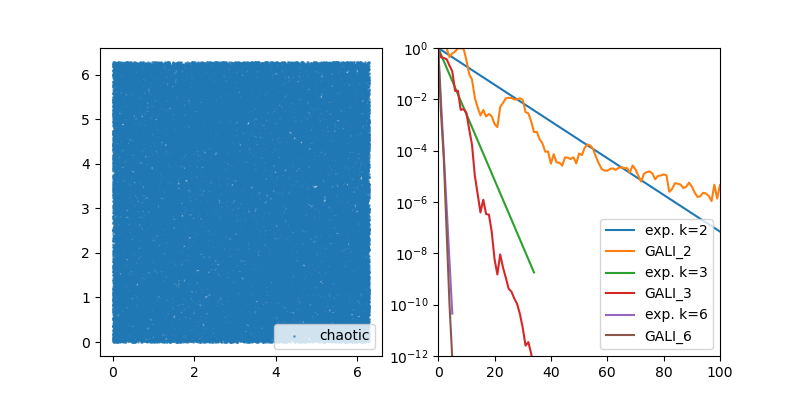 6
5
4
3
2
1
0
0 2 4 6
chaotic
10^0
10^-2
10^-4
10^-6
10^-8
10^-10
10^-12
0 20 40 60 80 100
exp. k=2
GALI_2
exp. k=3
GALI_3
exp. k=6
GALI_6